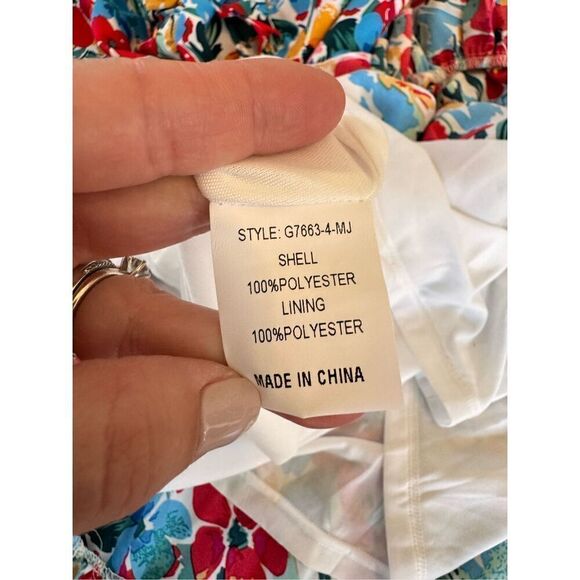 STYLE: G7663-4-MJ
SHELL
100%POLYESTER
LINING
100%POLYESTER
MADE IN CHINA